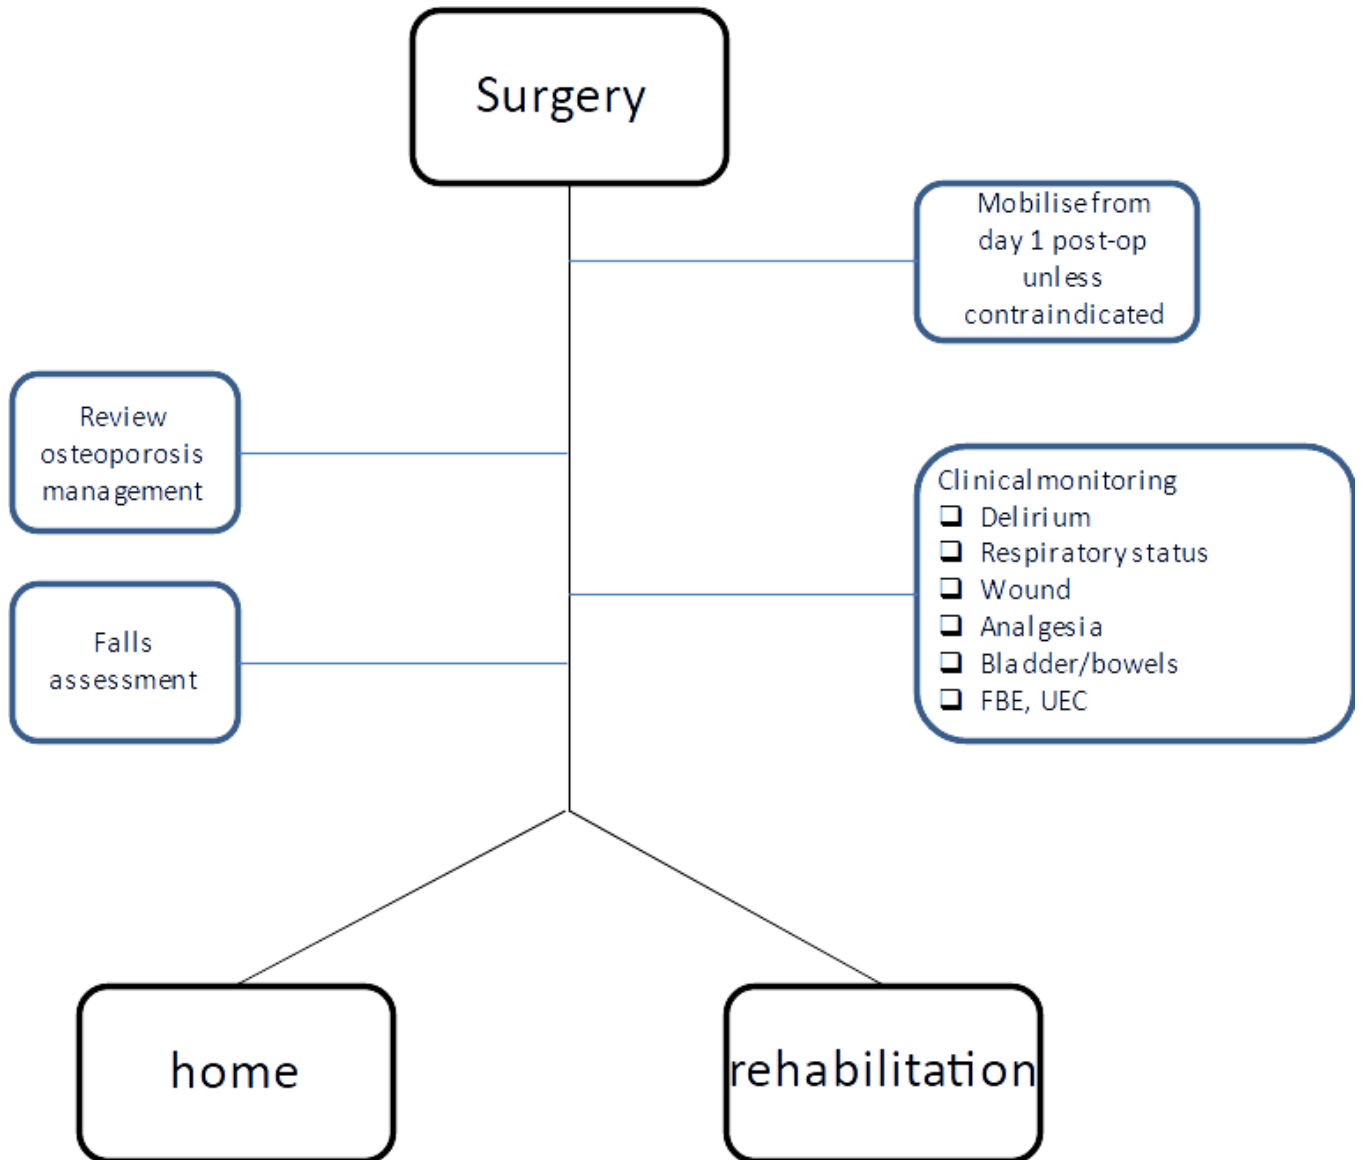 Surgery
Mobilise from
day 1 post-op
unless
contraindicated
Review
osteoporosis
management
Clinical monitoring
Delirium
Respiratory status
Wound
Analgesia
Bladder/bowels
FBE, UEC
Falls
assessment
home
rehabilitation